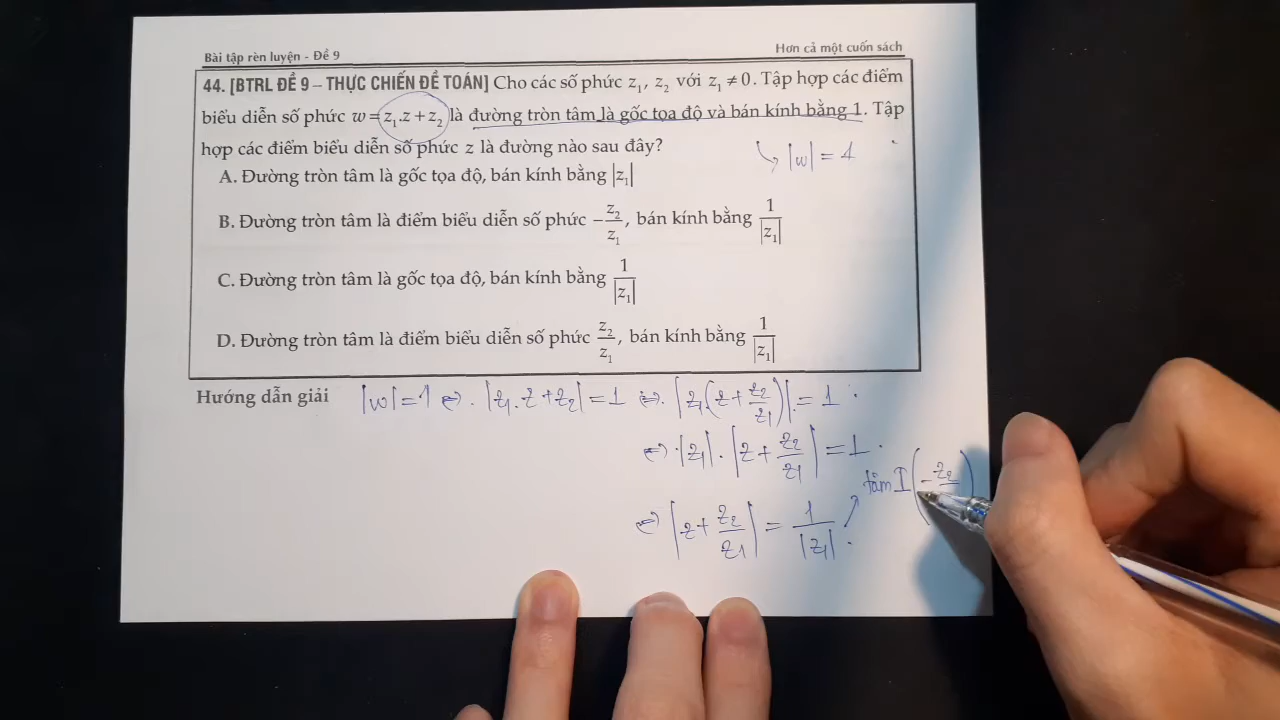 Bài tập rèn luyện - Đề 9
Hơn cả một cuốn sách
44. [BTRL ĐỀ 9 – THỰC CHIẾN ĐỀ TOÁN] Cho các số phức z₁, z₂ với z₁ ≠ 0. Tập hợp các điểm
biểu diễn số phức w = z₁.z + z₂ là đường tròn tâm là gốc tọa độ và bán kính bằng 1. Tập
hợp các điểm biểu diễn số phức z là đường nào sau đây?
|w| = 1
A. Đường tròn tâm là gốc tọa độ, bán kính bằng |z₁|
B. Đường tròn tâm là điểm biểu diễn số phức -z₂/z₁, bán kính bằng 1/|z₁|
C. Đường tròn tâm là gốc tọa độ, bán kính bằng 1/|z₁|
D. Đường tròn tâm là điểm biểu diễn số phức z₂/z₁, bán kính bằng 1/|z₁|
Hướng dẫn giải |w| = 1 ⇔ |z₁.z + z₂| = 1 ⇔ |z₁.(z + z₂/z₁)| = 1
⇔ |z₁|.|z + z₂/z₁| = 1
tâm I(-z₂
⇔ |z + z₂/z₁| = 1/|z₁|